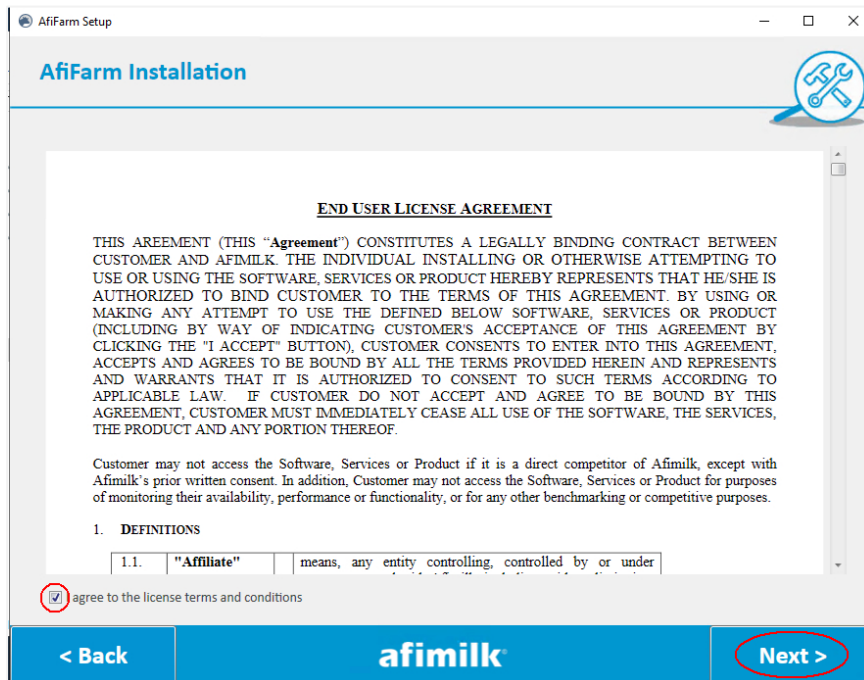 AfiFarm Setup
AfiFarm Installation
END USER LICENSE AGREEMENT
THIS AREEMENT (THIS “Agreement”) CONSTITUTES A LEGALLY BINDING CONTRACT BETWEEN
CUSTOMER AND AFIMILK. THE INDIVIDUAL INSTALLING OR OTHERWISE ATTEMPTING TO
USE OR USING THE SOFTWARE, SERVICES OR PRODUCT HEREBY REPRESENTS THAT HE/SHE IS
AUTHORIZED TO BIND CUSTOMER TO THE TERMS OF THIS AGREEMENT. BY USING OR
MAKING ANY ATTEMPT TO USE THE DEFINED BELOW SOFTWARE, SERVICES OR PRODUCT
(INCLUDING BY WAY OF INDICATING CUSTOMER'S ACCEPTANCE OF THIS AGREEMENT BY
CLICKING THE "I ACCEPT" BUTTON), CUSTOMER CONSENTS TO ENTER INTO THIS AGREEMENT,
ACCEPTS AND AGREES TO BE BOUND BY ALL THE TERMS PROVIDED HEREIN AND REPRESENTS
AND WARRANTS THAT IT IS AUTHORIZED TO CONSENT TO SUCH TERMS ACCORDING TO
APPLICABLE LAW. IF CUSTOMER DO NOT ACCEPT AND AGREE TO BE BOUND BY THIS
AGREEMENT, CUSTOMER MUST IMMEDIATELY CEASE ALL USE OF THE SOFTWARE, THE SERVICES,
THE PRODUCT AND ANY PORTION THEREOF.
Customer may not access the Software, Services or Product if it is a direct competitor of Afimilk, except with
Afimilk’s prior written consent. In addition, Customer may not access the Software, Services or Product for purposes
of monitoring their availability, performance or functionality, or for any other benchmarking or competitive purposes.
1. DEFINITIONS
1.1. "Affiliate" means, any entity controlling, controlled by or under
agree to the license terms and conditions
< Back
afimilk
Next >